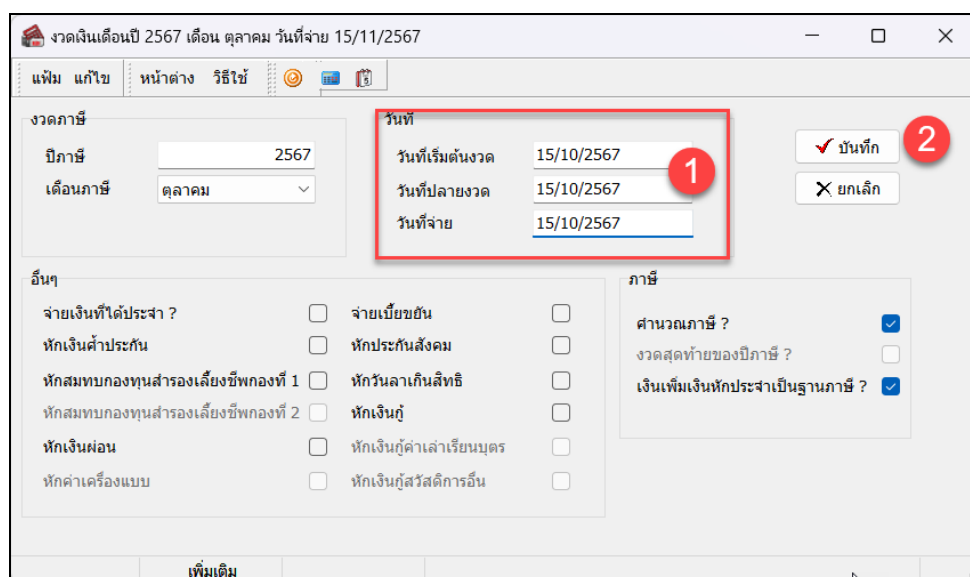 งวดเงินเดือนปี 2567 เดือน ตุลาคม วันที่จ่าย 15/11/2567
แฟ้ม แก้ไข หน้าต่าง วิธีใช้
งวดภาษี
ปีภาษี 2567
เดือนภาษี ตุลาคม
วันที่
วันที่เริ่มต้นงวด 15/10/2567
วันที่ปลายงวด 15/10/2567
วันที่จ่าย 15/10/2567
1
บันทึก
2
ยกเลิก
อื่นๆ
จ่ายเงินที่ได้ประจำ ?
จ่ายเบี้ยขยัน
หักเงินค้ำประกัน
หักประกันสังคม
หักสมทบกองทุนสำรองเลี้ยงชีพกองที่ 1
หักวันลาเกินสิทธิ
หักสมทบกองทุนสำรองเลี้ยงชีพกองที่ 2
หักเงินกู้
หักเงินผ่อน
หักเงินกู้ค่าเล่าเรียนบุตร
หักค่าเครื่องแบบ
หักเงินกู้สวัสดิการอื่น
ภาษี
คำนวณภาษี ?
งวดสุดท้ายของปีภาษี ?
เงินเพิ่มเงินหักประจำเป็นฐานภาษี ?
เพิ่มเติม